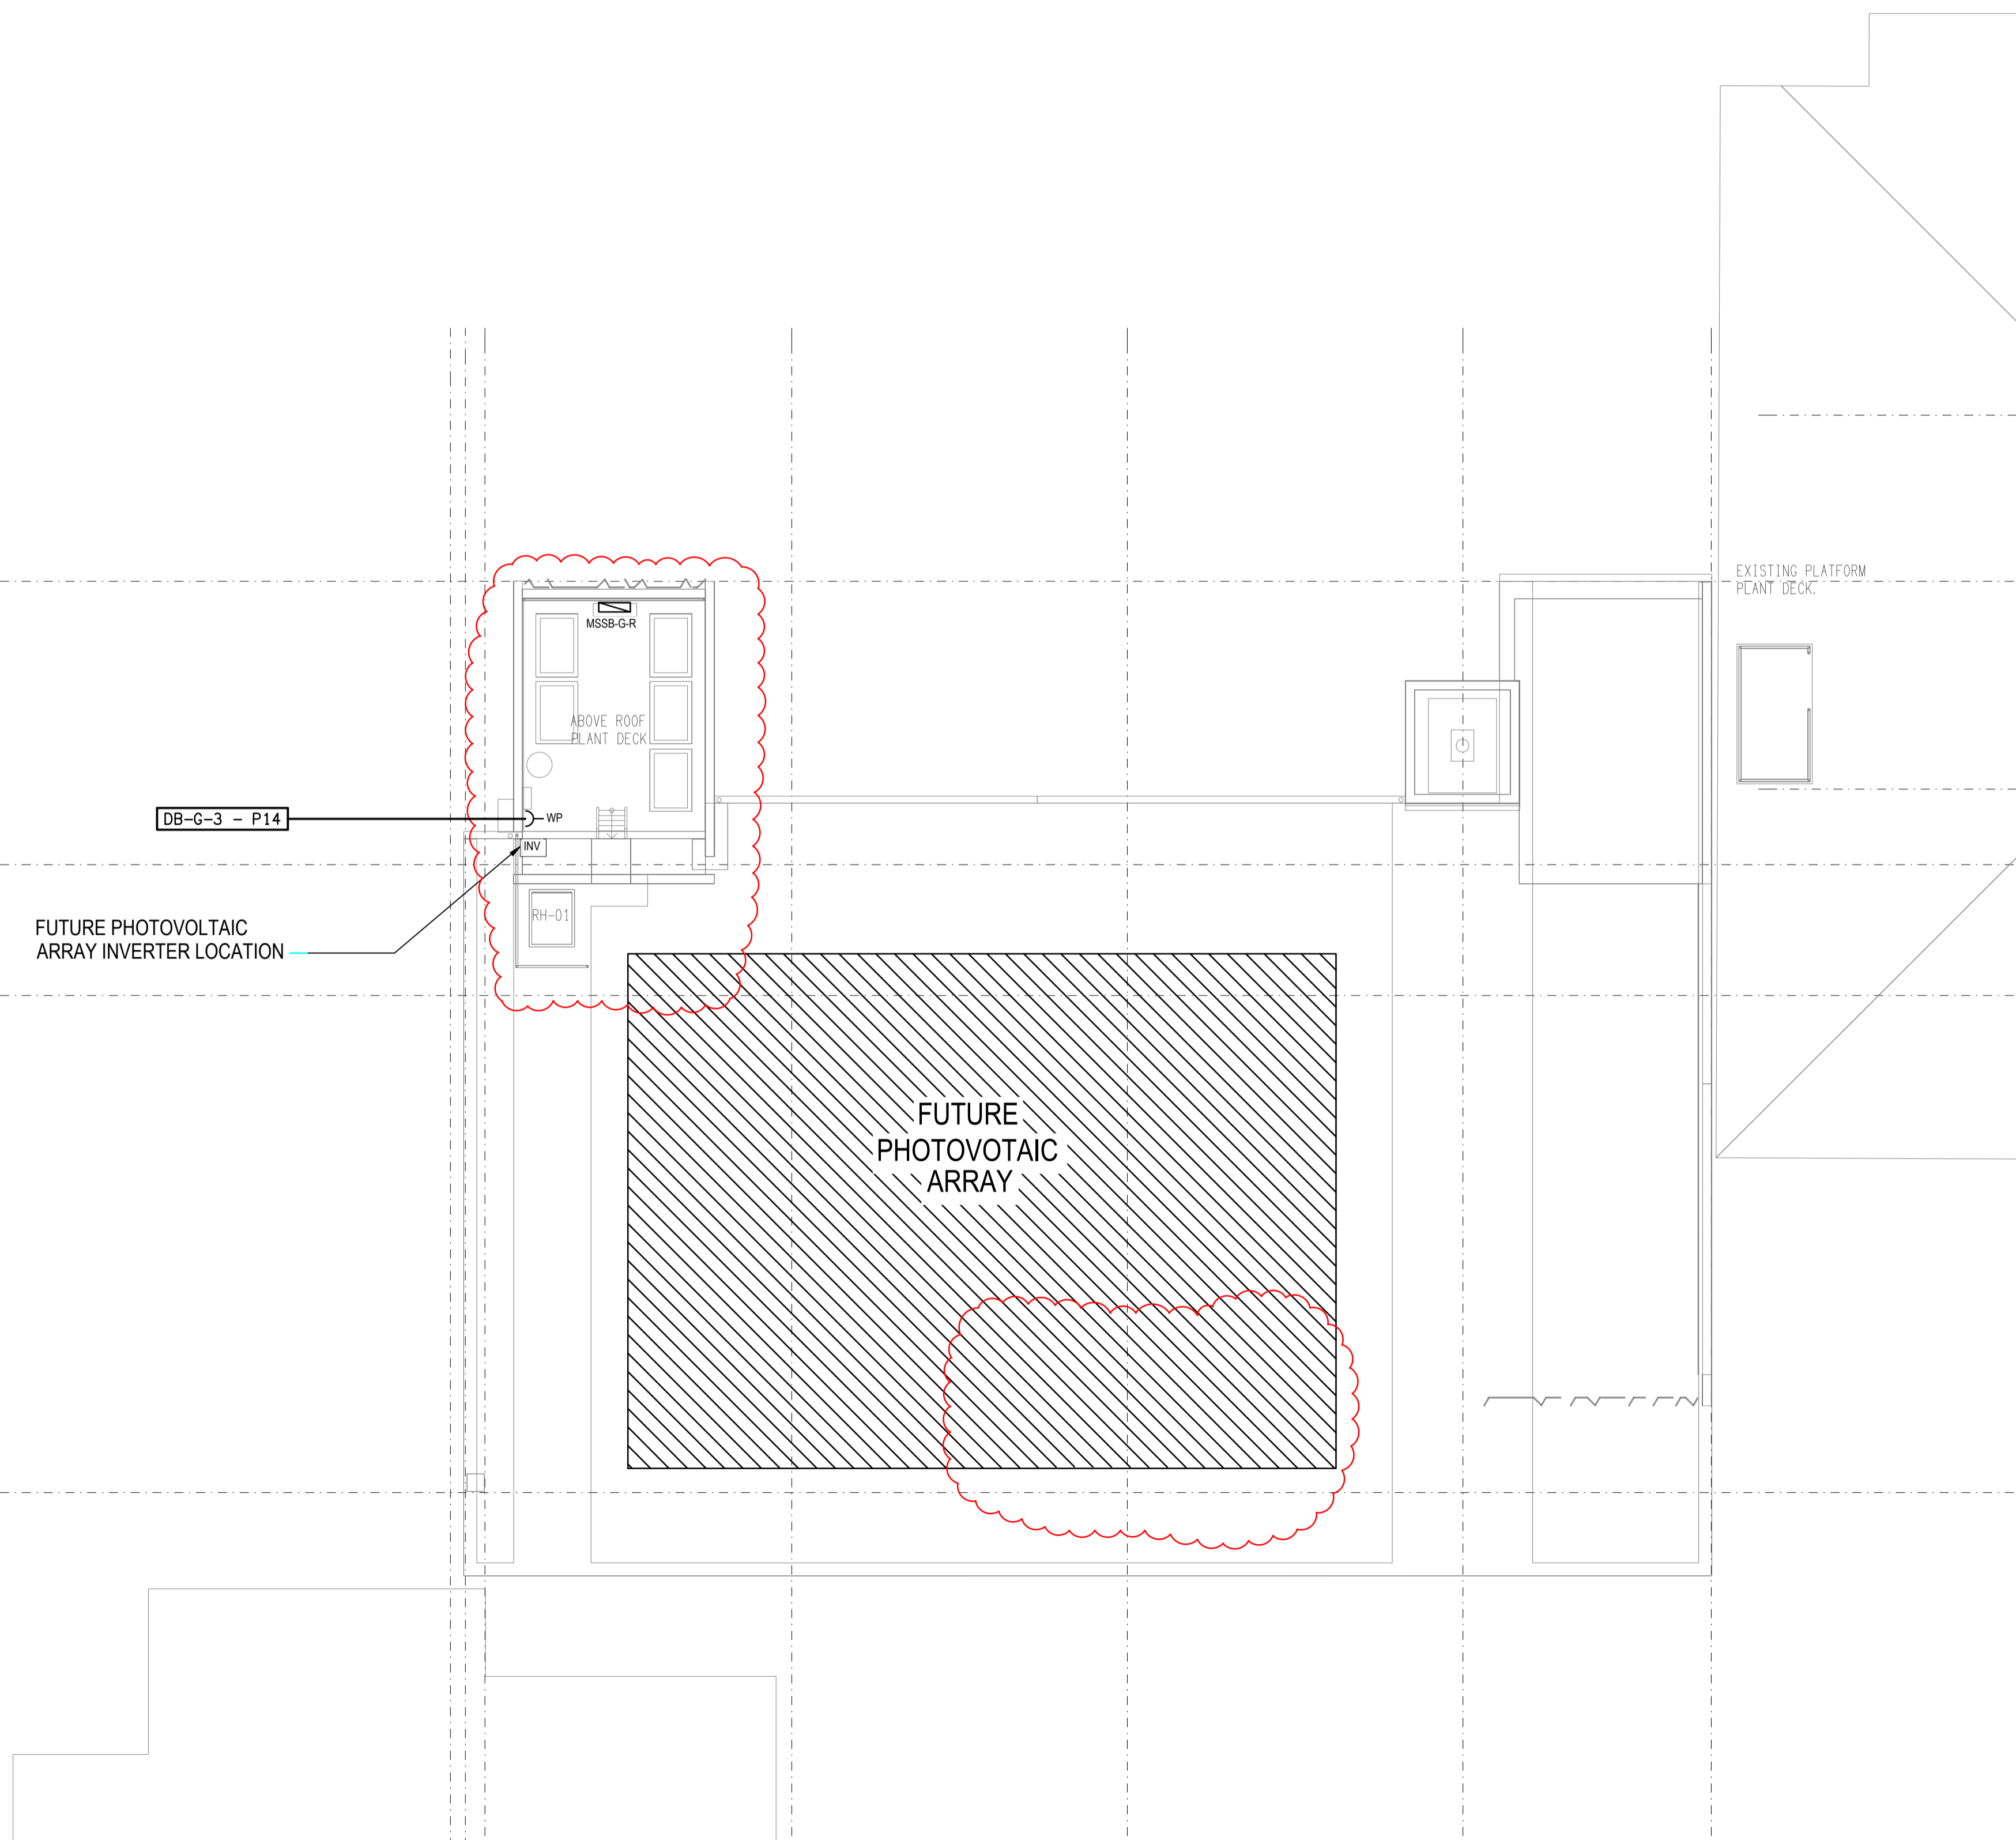 EXISTING PLATFORM
PLANT DECK.
MSSB-G-R
ABOVE ROOF
PLANT DECK
DB-G-3 - P14
WP
INV
RH-01
FUTURE PHOTOVOLTAIC
ARRAY INVERTER LOCATION
FUTURE
PHOTOVOTAIC
ARRAY